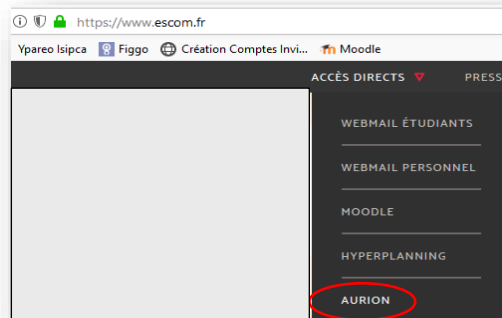 https://www.escom.fr
Ypareo Isipca Figgo Création Comptes Invi... Moodle
ACCÈS DIRECTS PRESS
WEBMAIL ÉTUDIANTS
WEBMAIL PERSONNEL
MOODLE
HYPERPLANNING
AURION